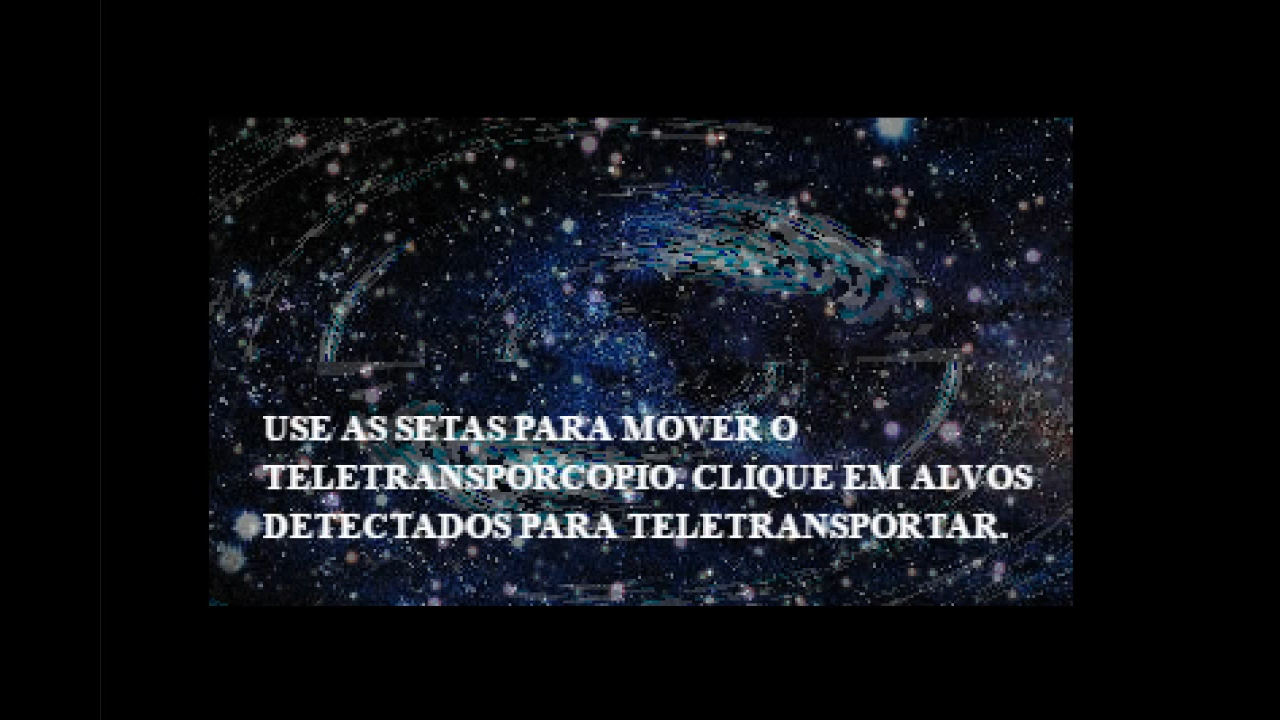 USE AS SETAS PARA MOVER O
TELETRANSPORCOPIO. CLIQUE EM ALVOS
DETECTADOS PARA TELETRANSPORTAR.